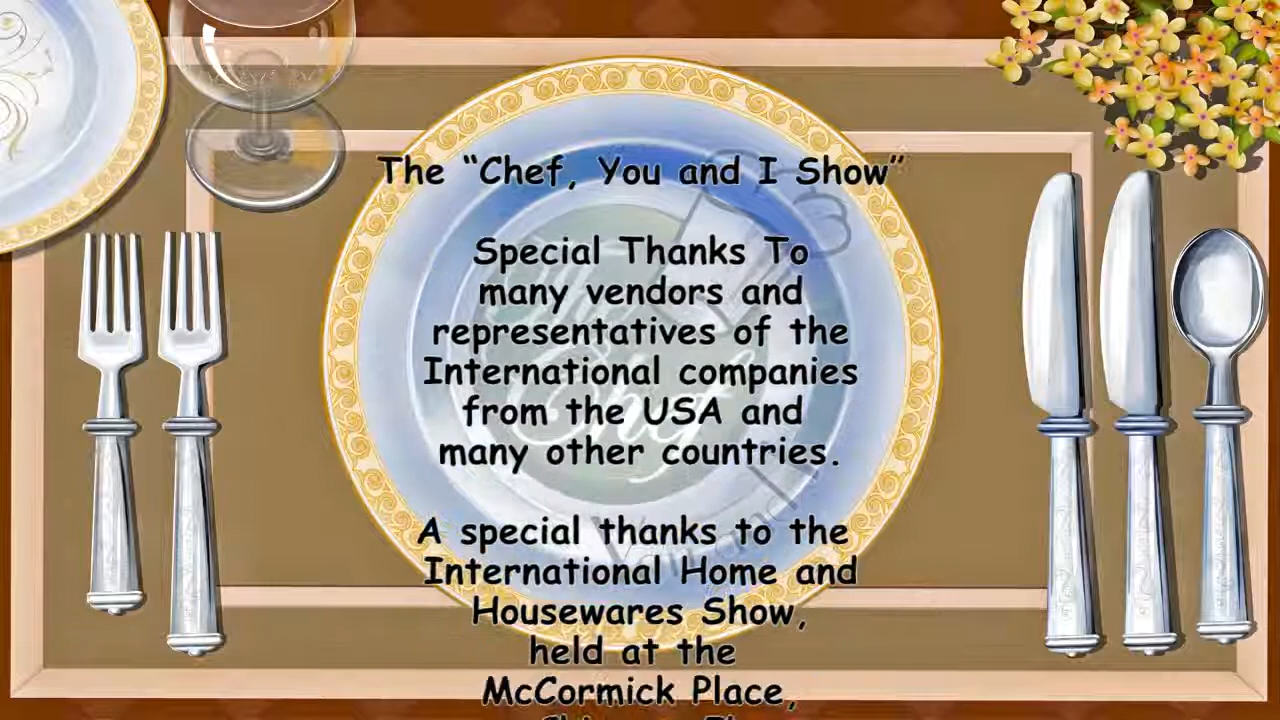 The “Chef, You and I Show”
Special Thanks To
many vendors and
representatives of the
International companies
from the USA and
many other countries.
A special thanks to the
International Home and
Housewares Show,
held at the
McCormick Place,